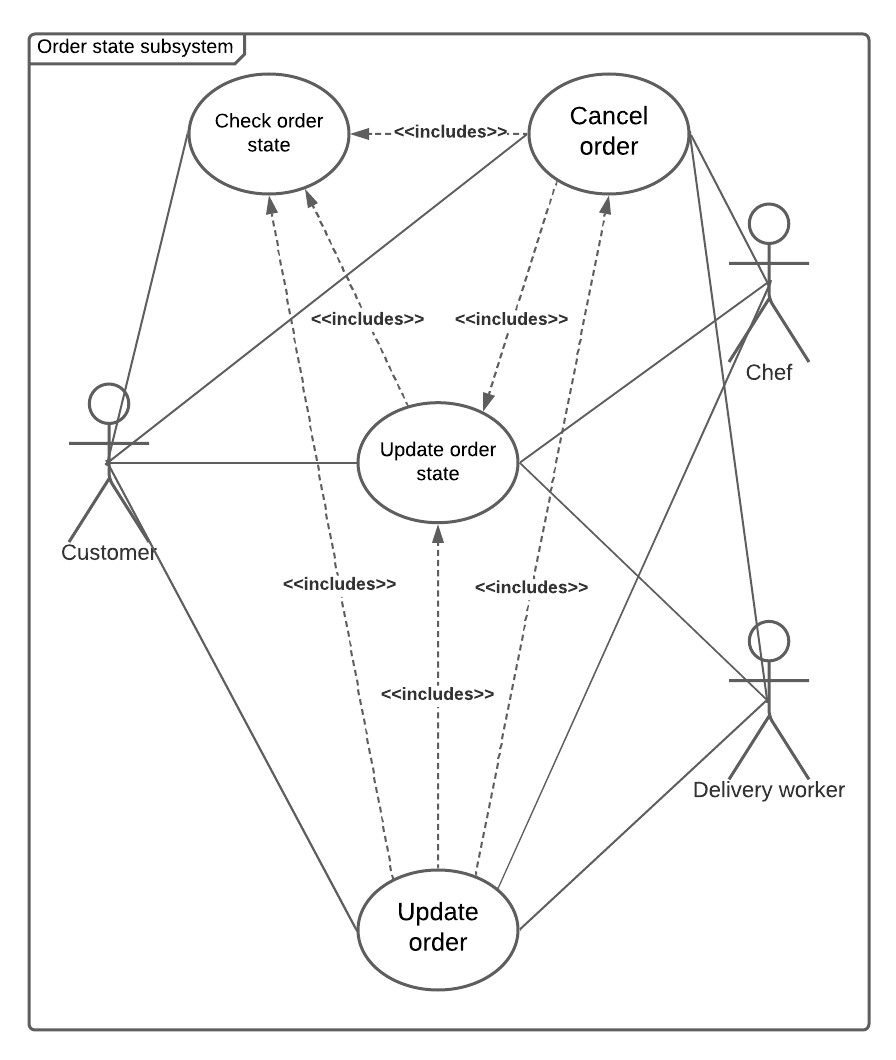 Order state subsystem
Check order
state
<<includes>>
Cancel
order
<<includes>>
<<includes>>
Chef
Update order
state
Customer
<<includes>>
<<includes>>
<<includes>>
Delivery worker
Update
order